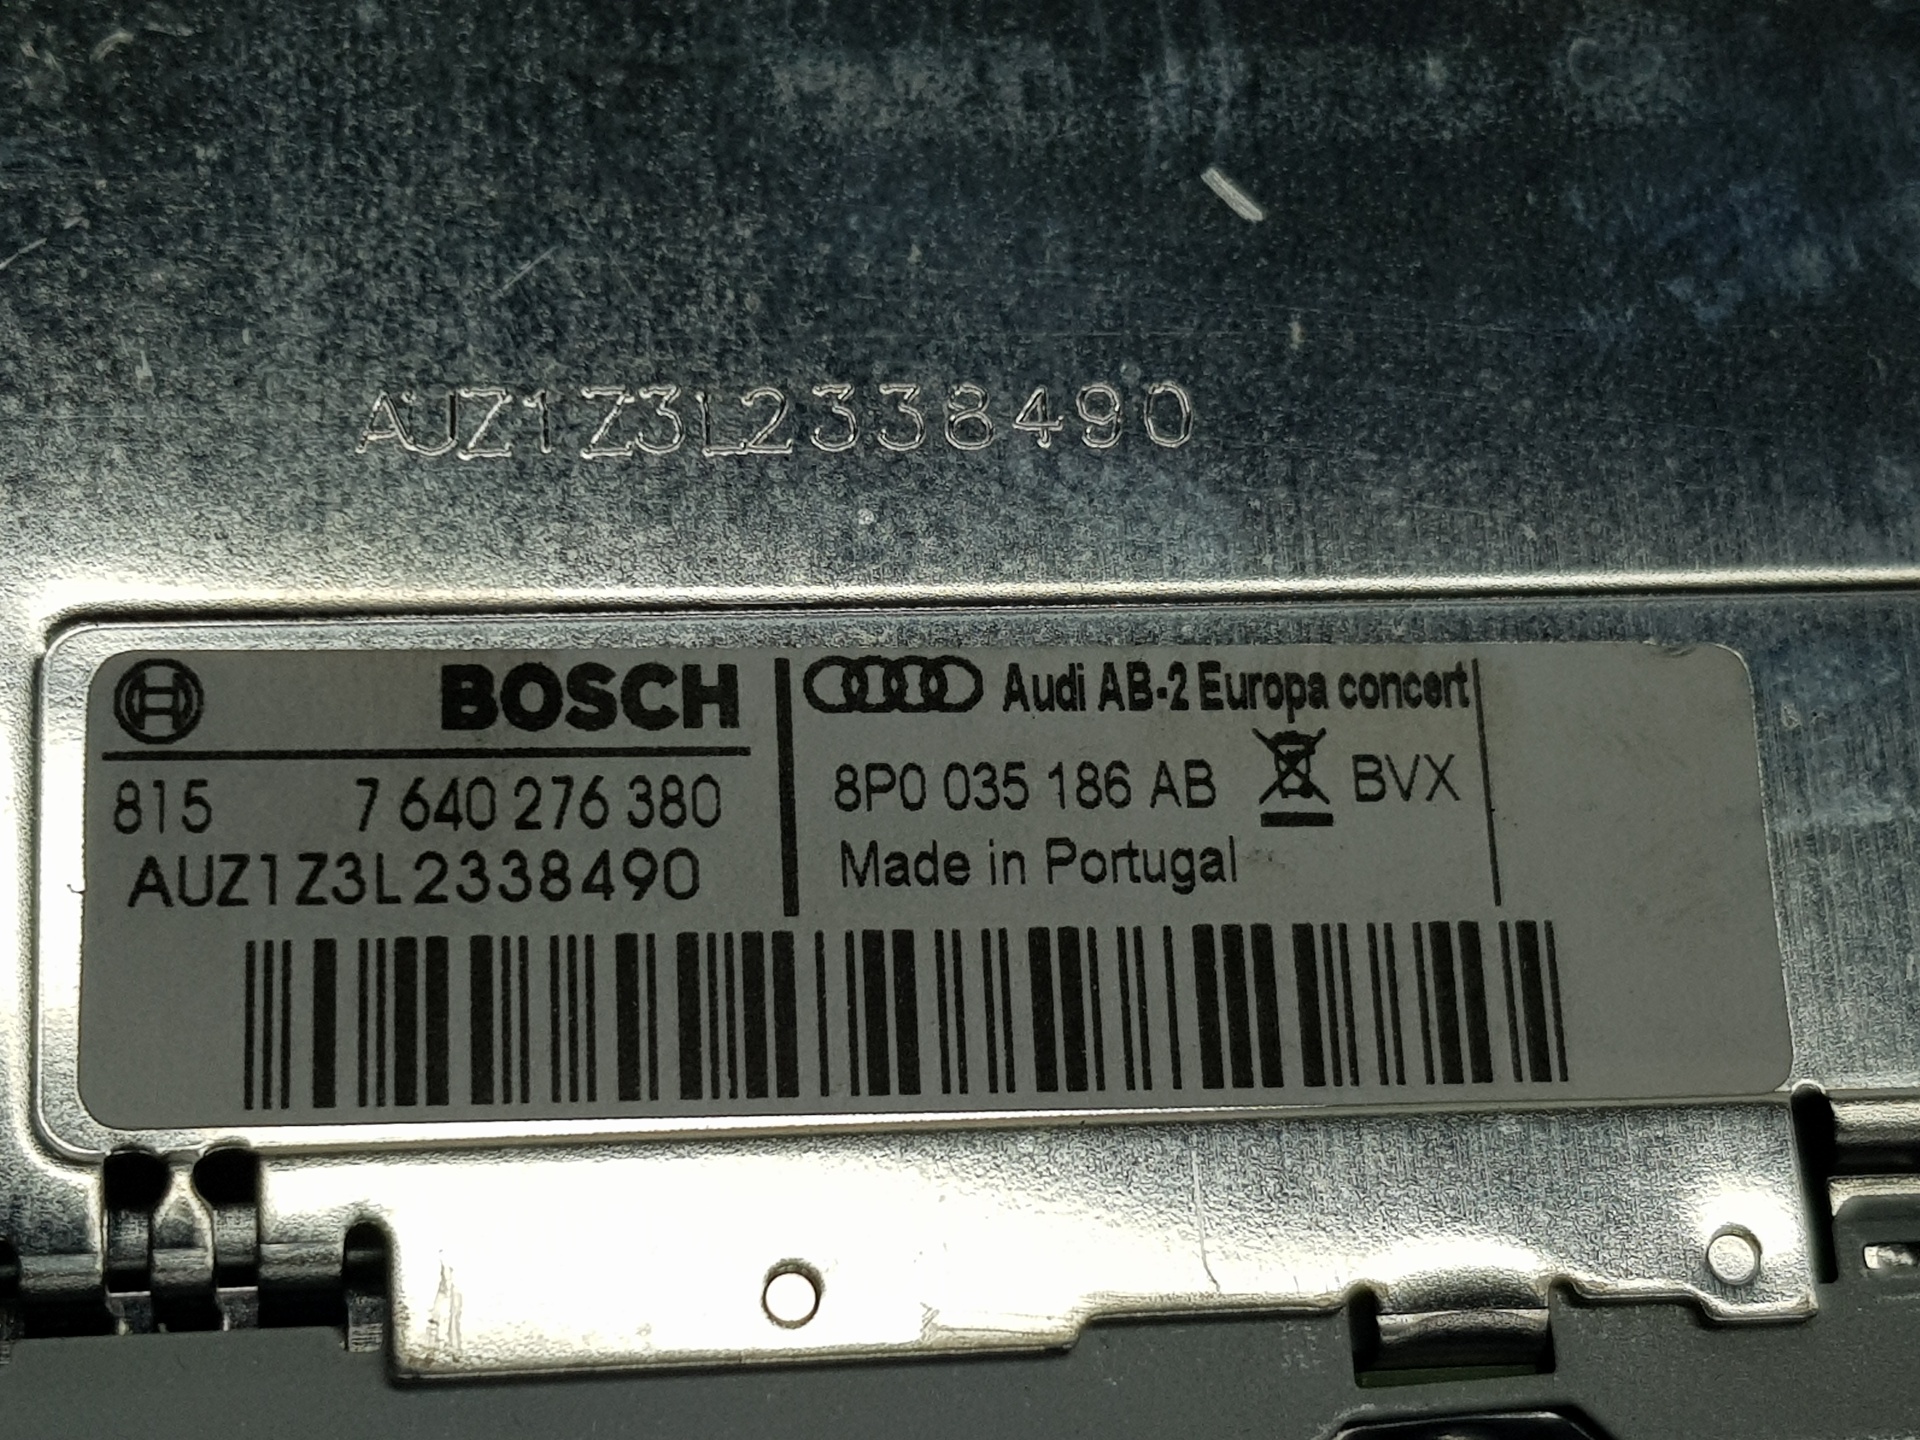 AUZ1Z3L2338490
BOSCH
815 7 640 276 380
AUZ1Z3L2338490
Audi AB-2 Europa concert
8P0 035 186 AB BVX
Made in Portugal